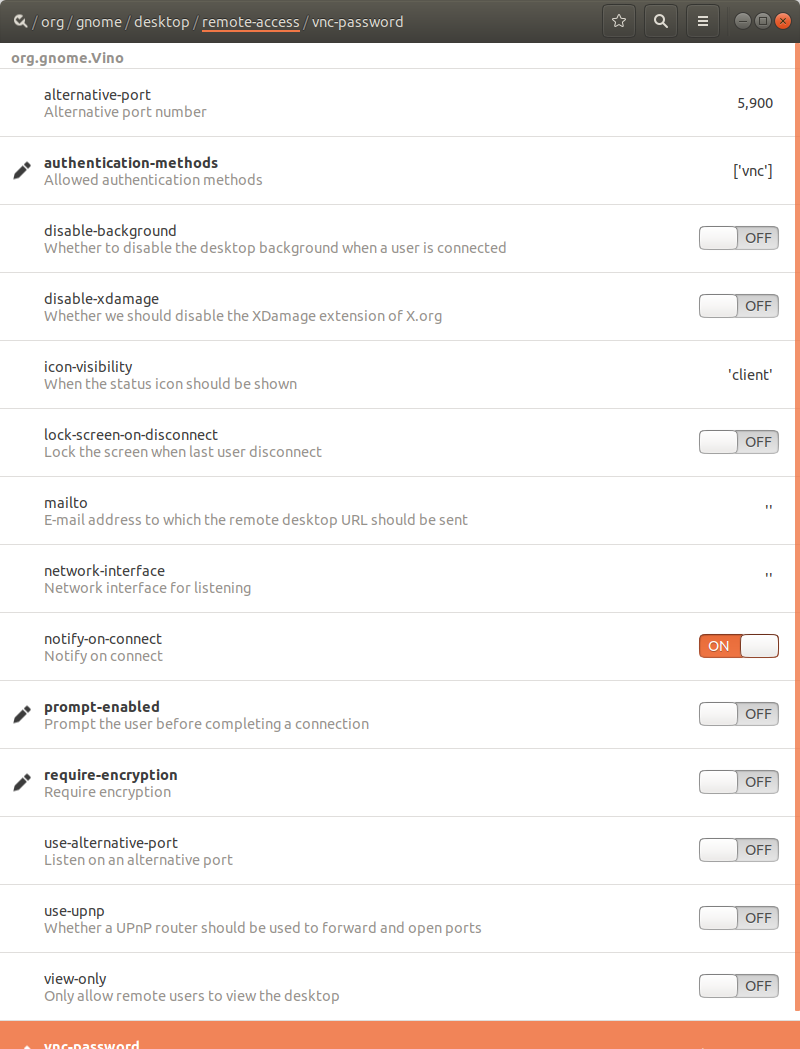 / org / gnome / desktop / remote-access / vnc-password
org.gnome.Vino
alternative-port
Alternative port number
5,900
authentication-methods
Allowed authentication methods
['vnc']
disable-background
Whether to disable the desktop background when a user is connected
OFF
disable-xdamage
Whether we should disable the XDamage extension of X.org
OFF
icon-visibility
When the status icon should be shown
'client'
lock-screen-on-disconnect
Lock the screen when last user disconnect
OFF
mailto
E-mail address to which the remote desktop URL should be sent
''
network-interface
Network interface for listening
''
notify-on-connect
Notify on connect
ON
prompt-enabled
Prompt the user before completing a connection
OFF
require-encryption
Require encryption
OFF
use-alternative-port
Listen on an alternative port
OFF
use-upnp
Whether a UPnP router should be used to forward and open ports
OFF
view-only
Only allow remote users to view the desktop
OFF
vnc-password